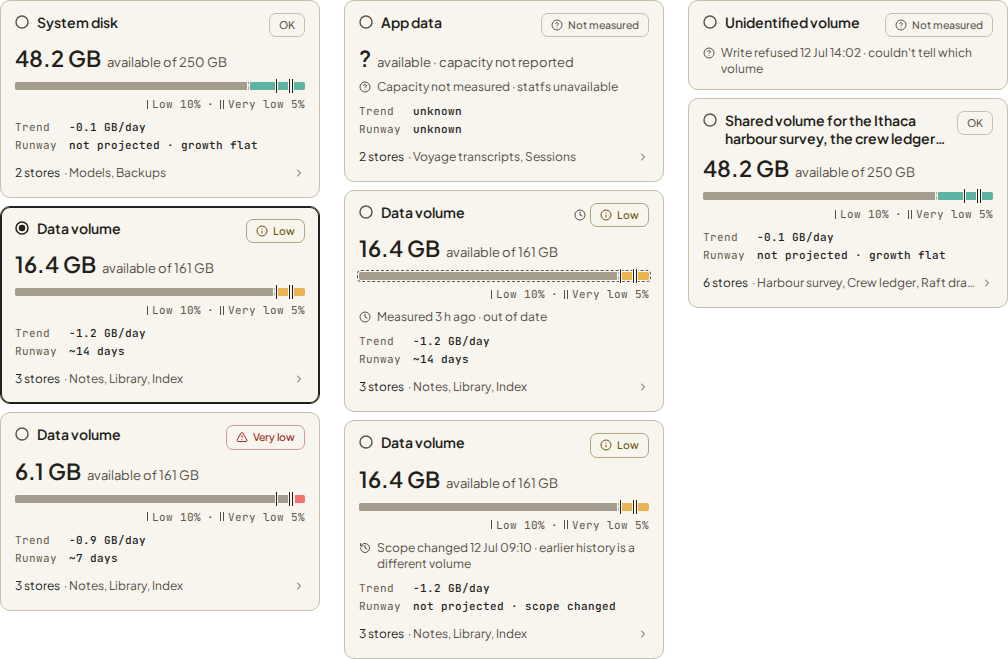 System disk
OK
48.2 GB available of 250 GB
Low 10% · Very low 5%
Trend -0.1 GB/day
Runway not projected · growth flat
2 stores · Models, Backups
Data volume
Low
16.4 GB available of 161 GB
Low 10% · Very low 5%
Trend -1.2 GB/day
Runway ~14 days
3 stores · Notes, Library, Index
Data volume
Very low
6.1 GB available of 161 GB
Low 10% · Very low 5%
Trend -0.9 GB/day
Runway ~7 days
3 stores · Notes, Library, Index
App data
Not measured
? available · capacity not reported
Capacity not measured · statfs unavailable
Trend unknown
Runway unknown
2 stores · Voyage transcripts, Sessions
Data volume
Low
16.4 GB available of 161 GB
Low 10% · Very low 5%
Measured 3 h ago · out of date
Trend -1.2 GB/day
Runway ~14 days
3 stores · Notes, Library, Index
Data volume
Low
16.4 GB available of 161 GB
Low 10% · Very low 5%
Scope changed 12 Jul 09:10 · earlier history is a
different volume
Trend -1.2 GB/day
Runway not projected · scope changed
3 stores · Notes, Library, Index
Unidentified volume
Not measured
Write refused 12 Jul 14:02 · couldn't tell which
volume
Shared volume for the Ithaca
harbour survey, the crew ledger…
OK
48.2 GB available of 250 GB
Low 10% · Very low 5%
Trend -0.1 GB/day
Runway not projected · growth flat
6 stores · Harbour survey, Crew ledger, Raft dra…